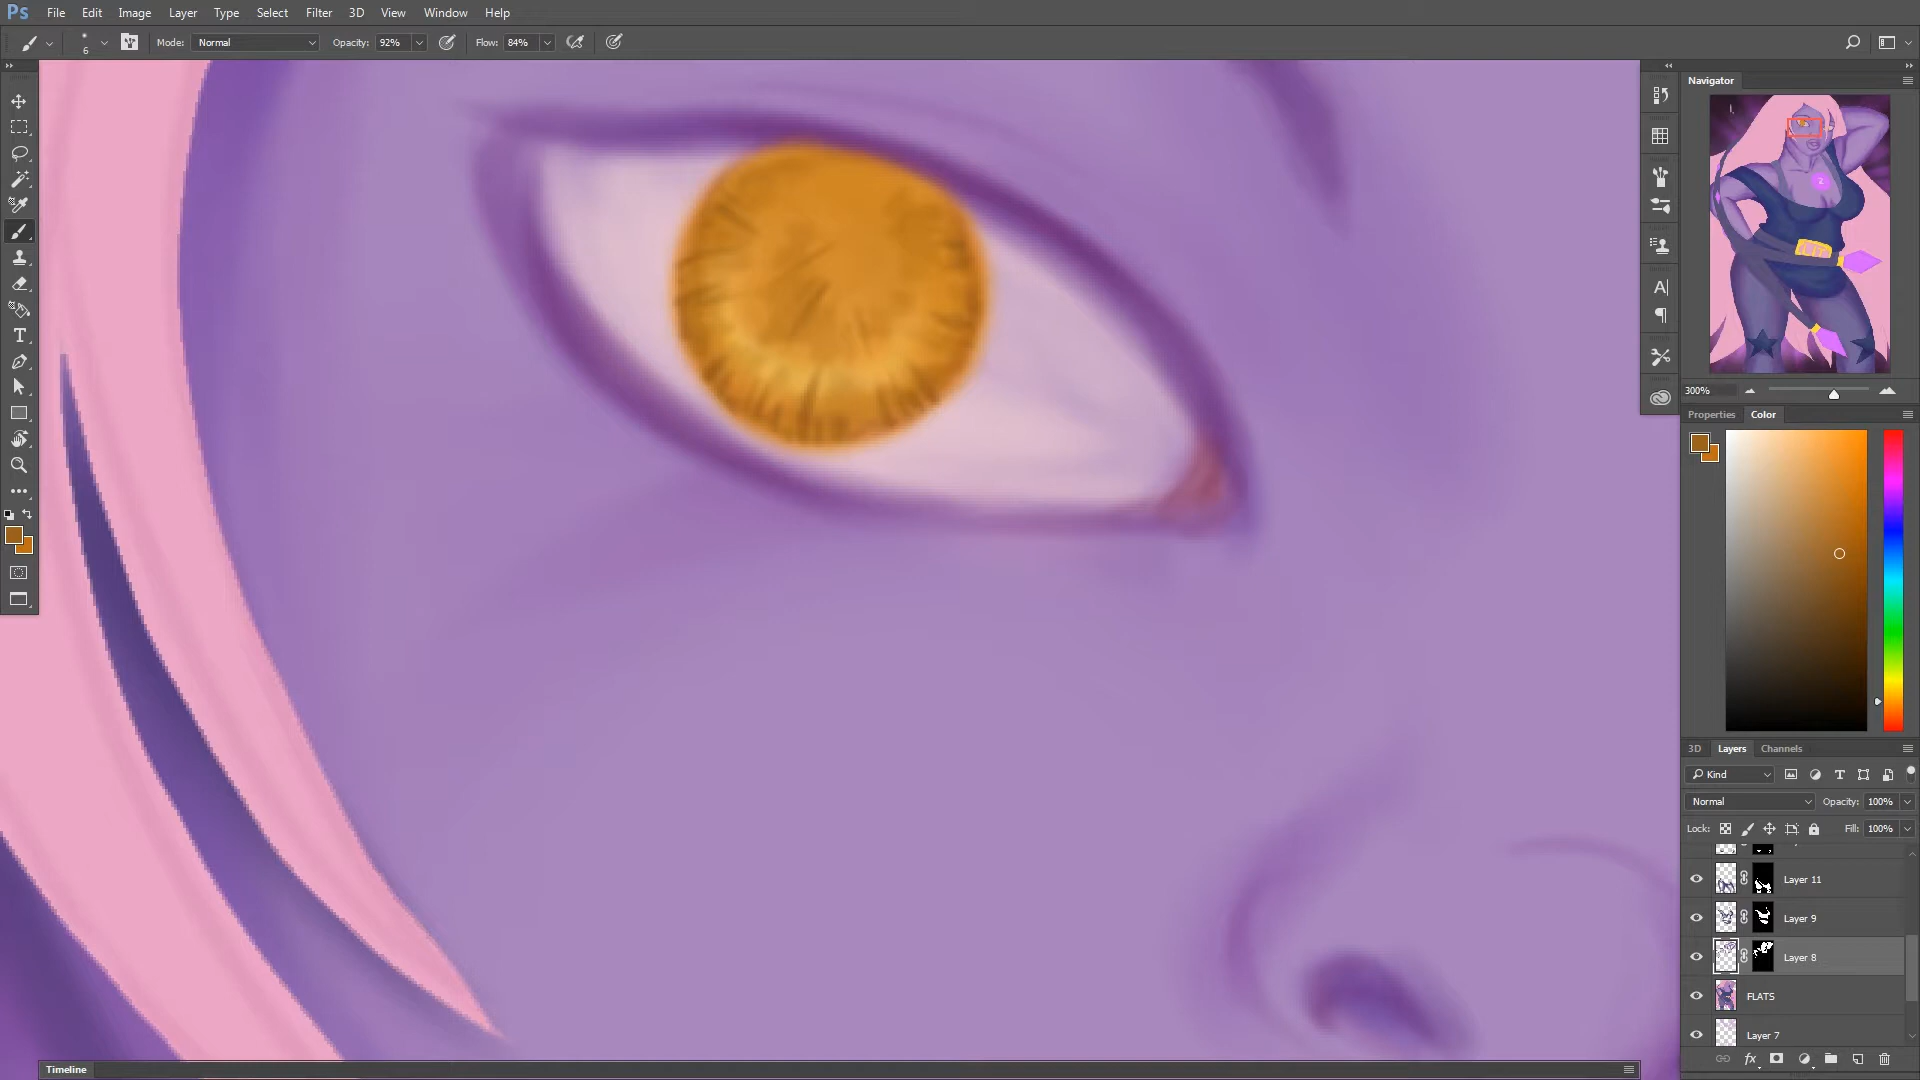 Ps File Edit Image Layer Type Select Filter 3D View Window Help
6 Mode: Normal Opacity: 92% Flow: 84%
Navigator
300%
Properties Color
3D Layers Channels
Kind
Normal Opacity: 100%
Lock: Fill: 100%
Layer 11
Layer 9
Layer 8
FLATS
Layer 7
fx
Timeline